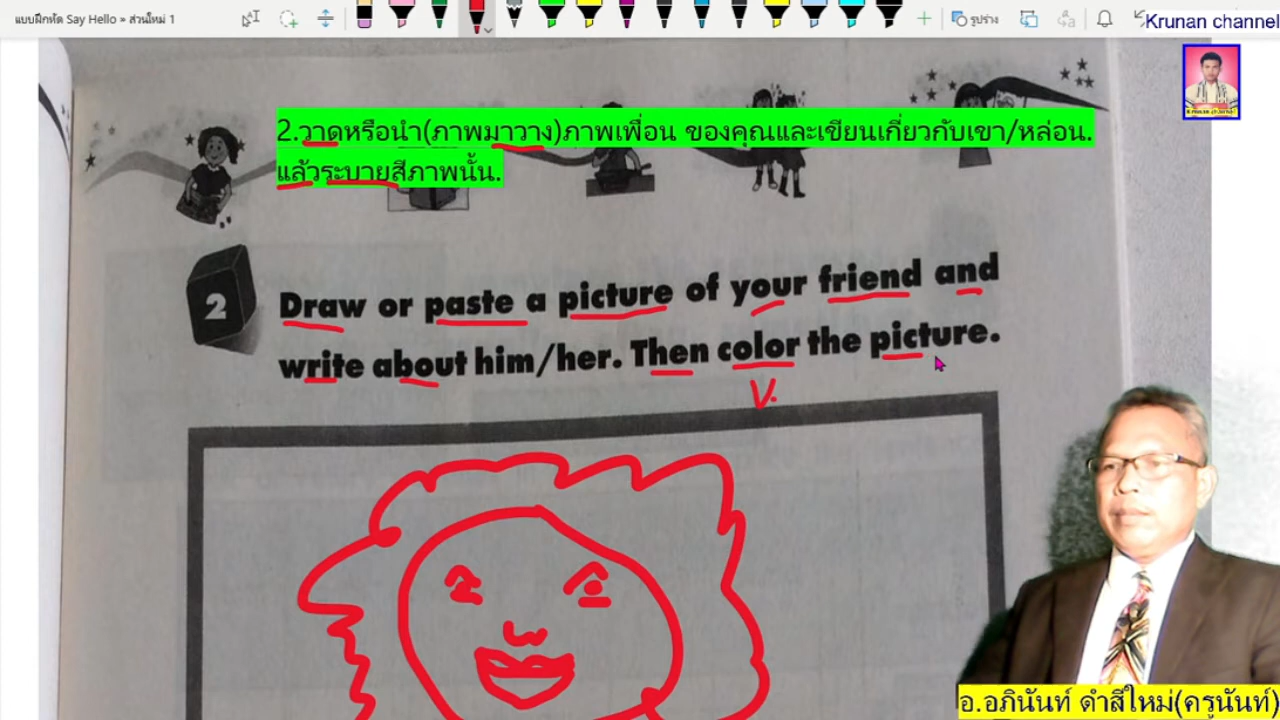 แบบฝึกหัด Say Hello » ส่วนใหม่ 1
รูปร่าง
Krunan channel
2.วาดหรือนำ(ภาพมาวาง)ภาพเพื่อน ของคุณและเขียนเกี่ยวกับเขา/หล่อน.
แล้วระบายสีภาพนั้น.
2
Draw or paste a picture of your friend and
write about him/her. Then color the picture.
V.
อ.อภินันท์ ดำสีใหม่(ครูนันท์)